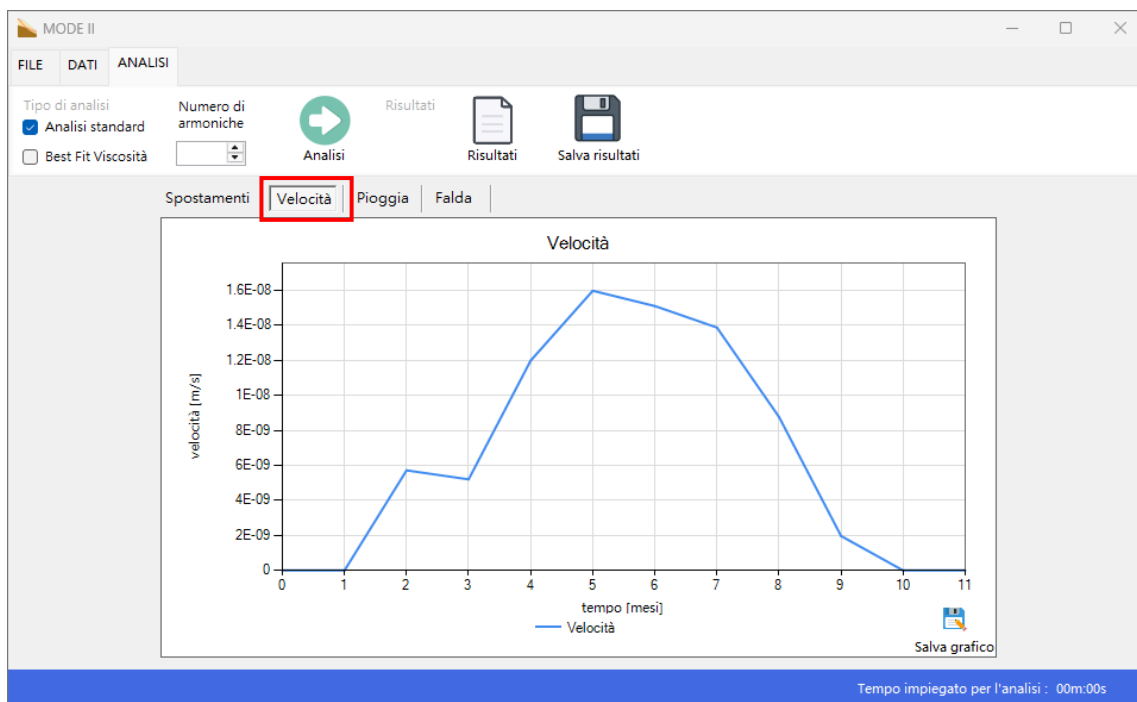 MODE II
FILE DATI ANALISI
Tipo di analisi
Analisi standard
Best Fit Viscosità
Numero di
armoniche
Analisi
Risultati
Risultati
Salva risultati
Spostamenti Velocità Pioggia Falda
Velocità
velocità [m/s]
1.6E-08
1.4E-08
1.2E-08
1E-08
8E-09
6E-09
4E-09
2E-09
0
0 1 2 3 4 5 6 7 8 9 10 11
tempo [mesi]
Velocità
Salva grafico
Tempo impiegato per l'analisi : 00m:00s